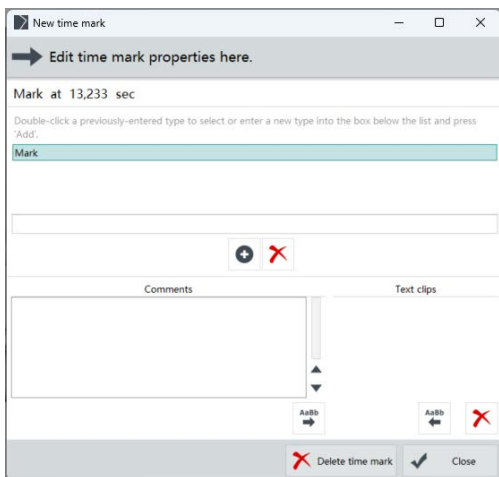 New time mark
Edit time mark properties here.
Mark at 13,233 sec
Double-click a previously-entered type to select or enter a new type into the box below the list and press
'Add'.
Mark
Comments
Text clips
AaBb
AaBb
Delete time mark
Close